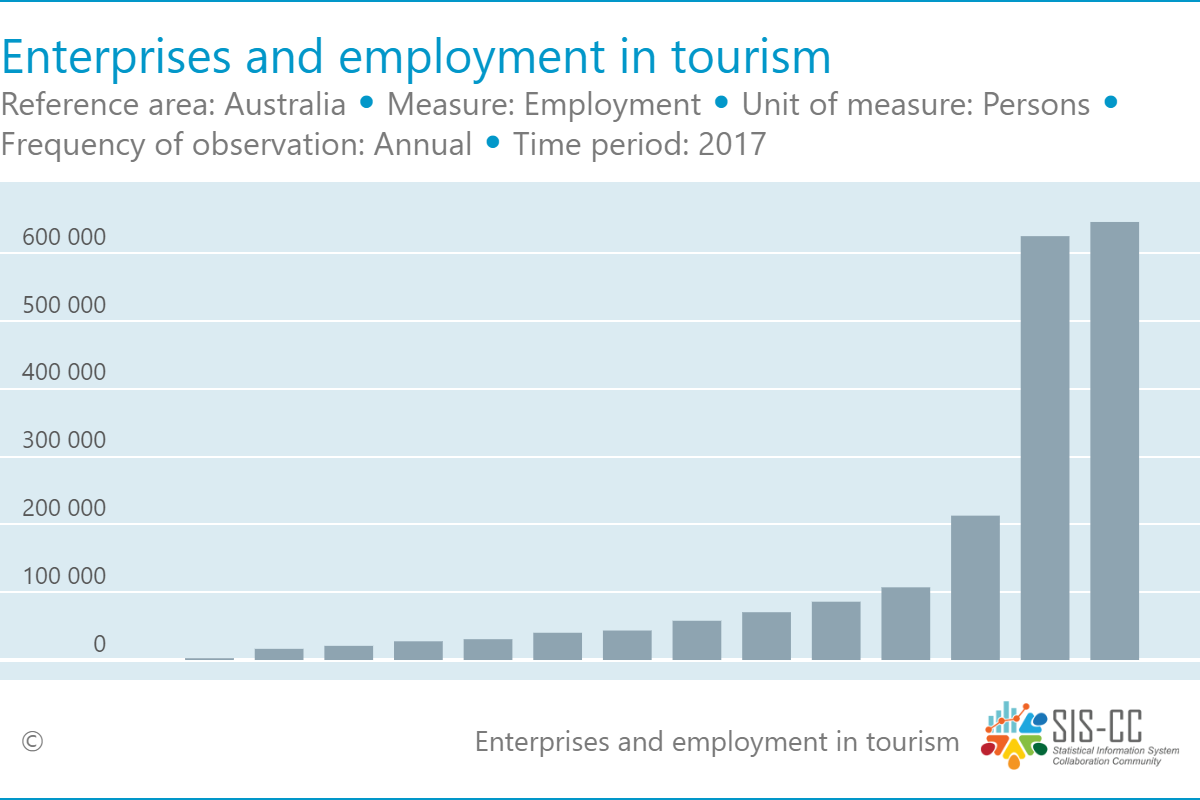 Enterprises and employment in tourism
Reference area: Australia • Measure: Employment • Unit of measure: Persons •
Frequency of observation: Annual • Time period: 2017
600 000
500 000
400 000
300 000
200 000
100 000
0
©
Enterprises and employment in tourism
SIS-CC
Statistical Information System
Collaboration Community